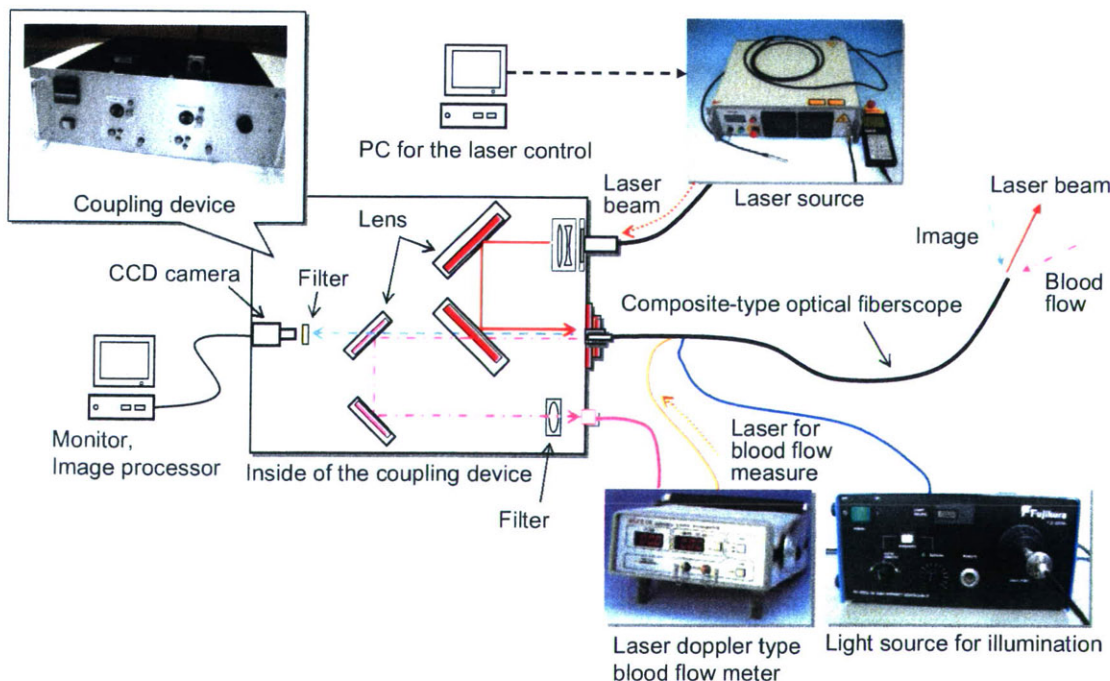 Coupling device
PC for the laser control
Laser
beam
Laser source
Laser beam
Image
Blood
flow
Lens
CCD camera
Filter
Composite-type optical fiberscope
Monitor,
Image processor
Inside of the coupling device
Filter
Laser for
blood flow
measure
Fujikura
Laser doppler type
blood flow meter
Light source for illumination